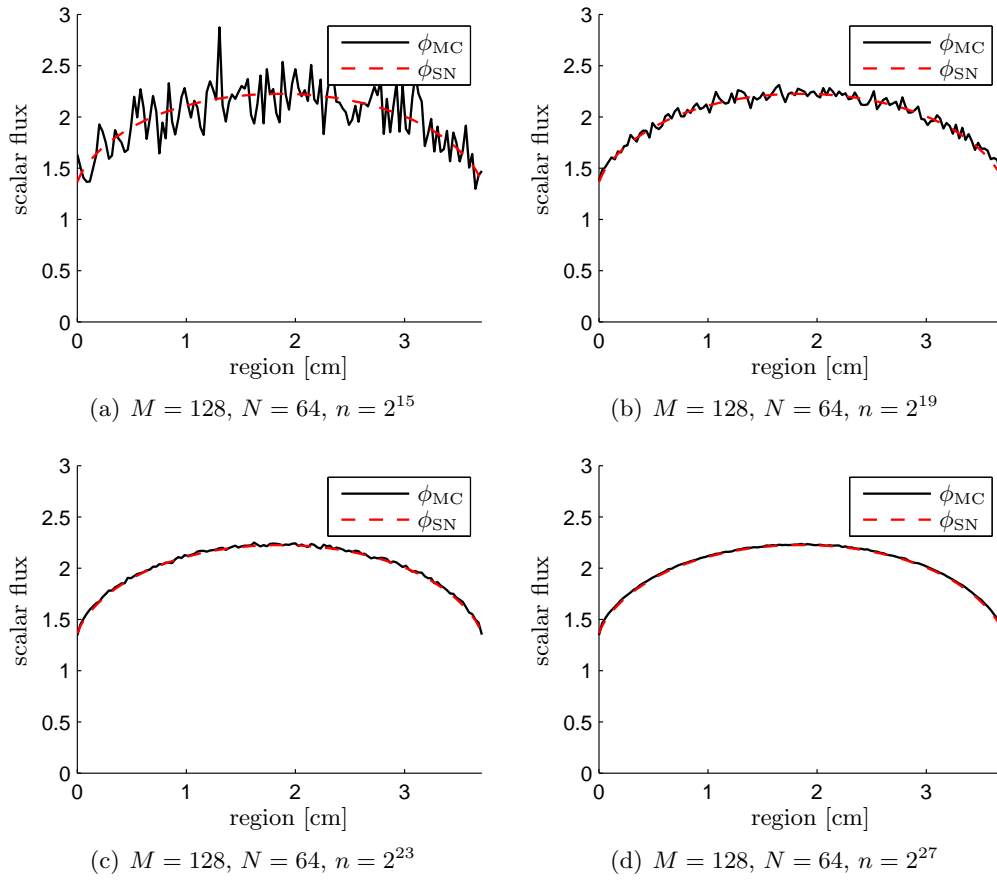 3
2.5
2
1.5
1
0.5
0
0 1 2 3
scalar flux
region [cm]
ϕMC
ϕSN
(a) M = 128, N = 64, n = 2^15
3
2.5
2
1.5
1
0.5
0
0 1 2 3
scalar flux
region [cm]
ϕMC
ϕSN
(b) M = 128, N = 64, n = 2^19
3
2.5
2
1.5
1
0.5
0
0 1 2 3
scalar flux
region [cm]
ϕMC
ϕSN
(c) M = 128, N = 64, n = 2^23
3
2.5
2
1.5
1
0.5
0
0 1 2 3
scalar flux
region [cm]
ϕMC
ϕSN
(d) M = 128, N = 64, n = 2^27